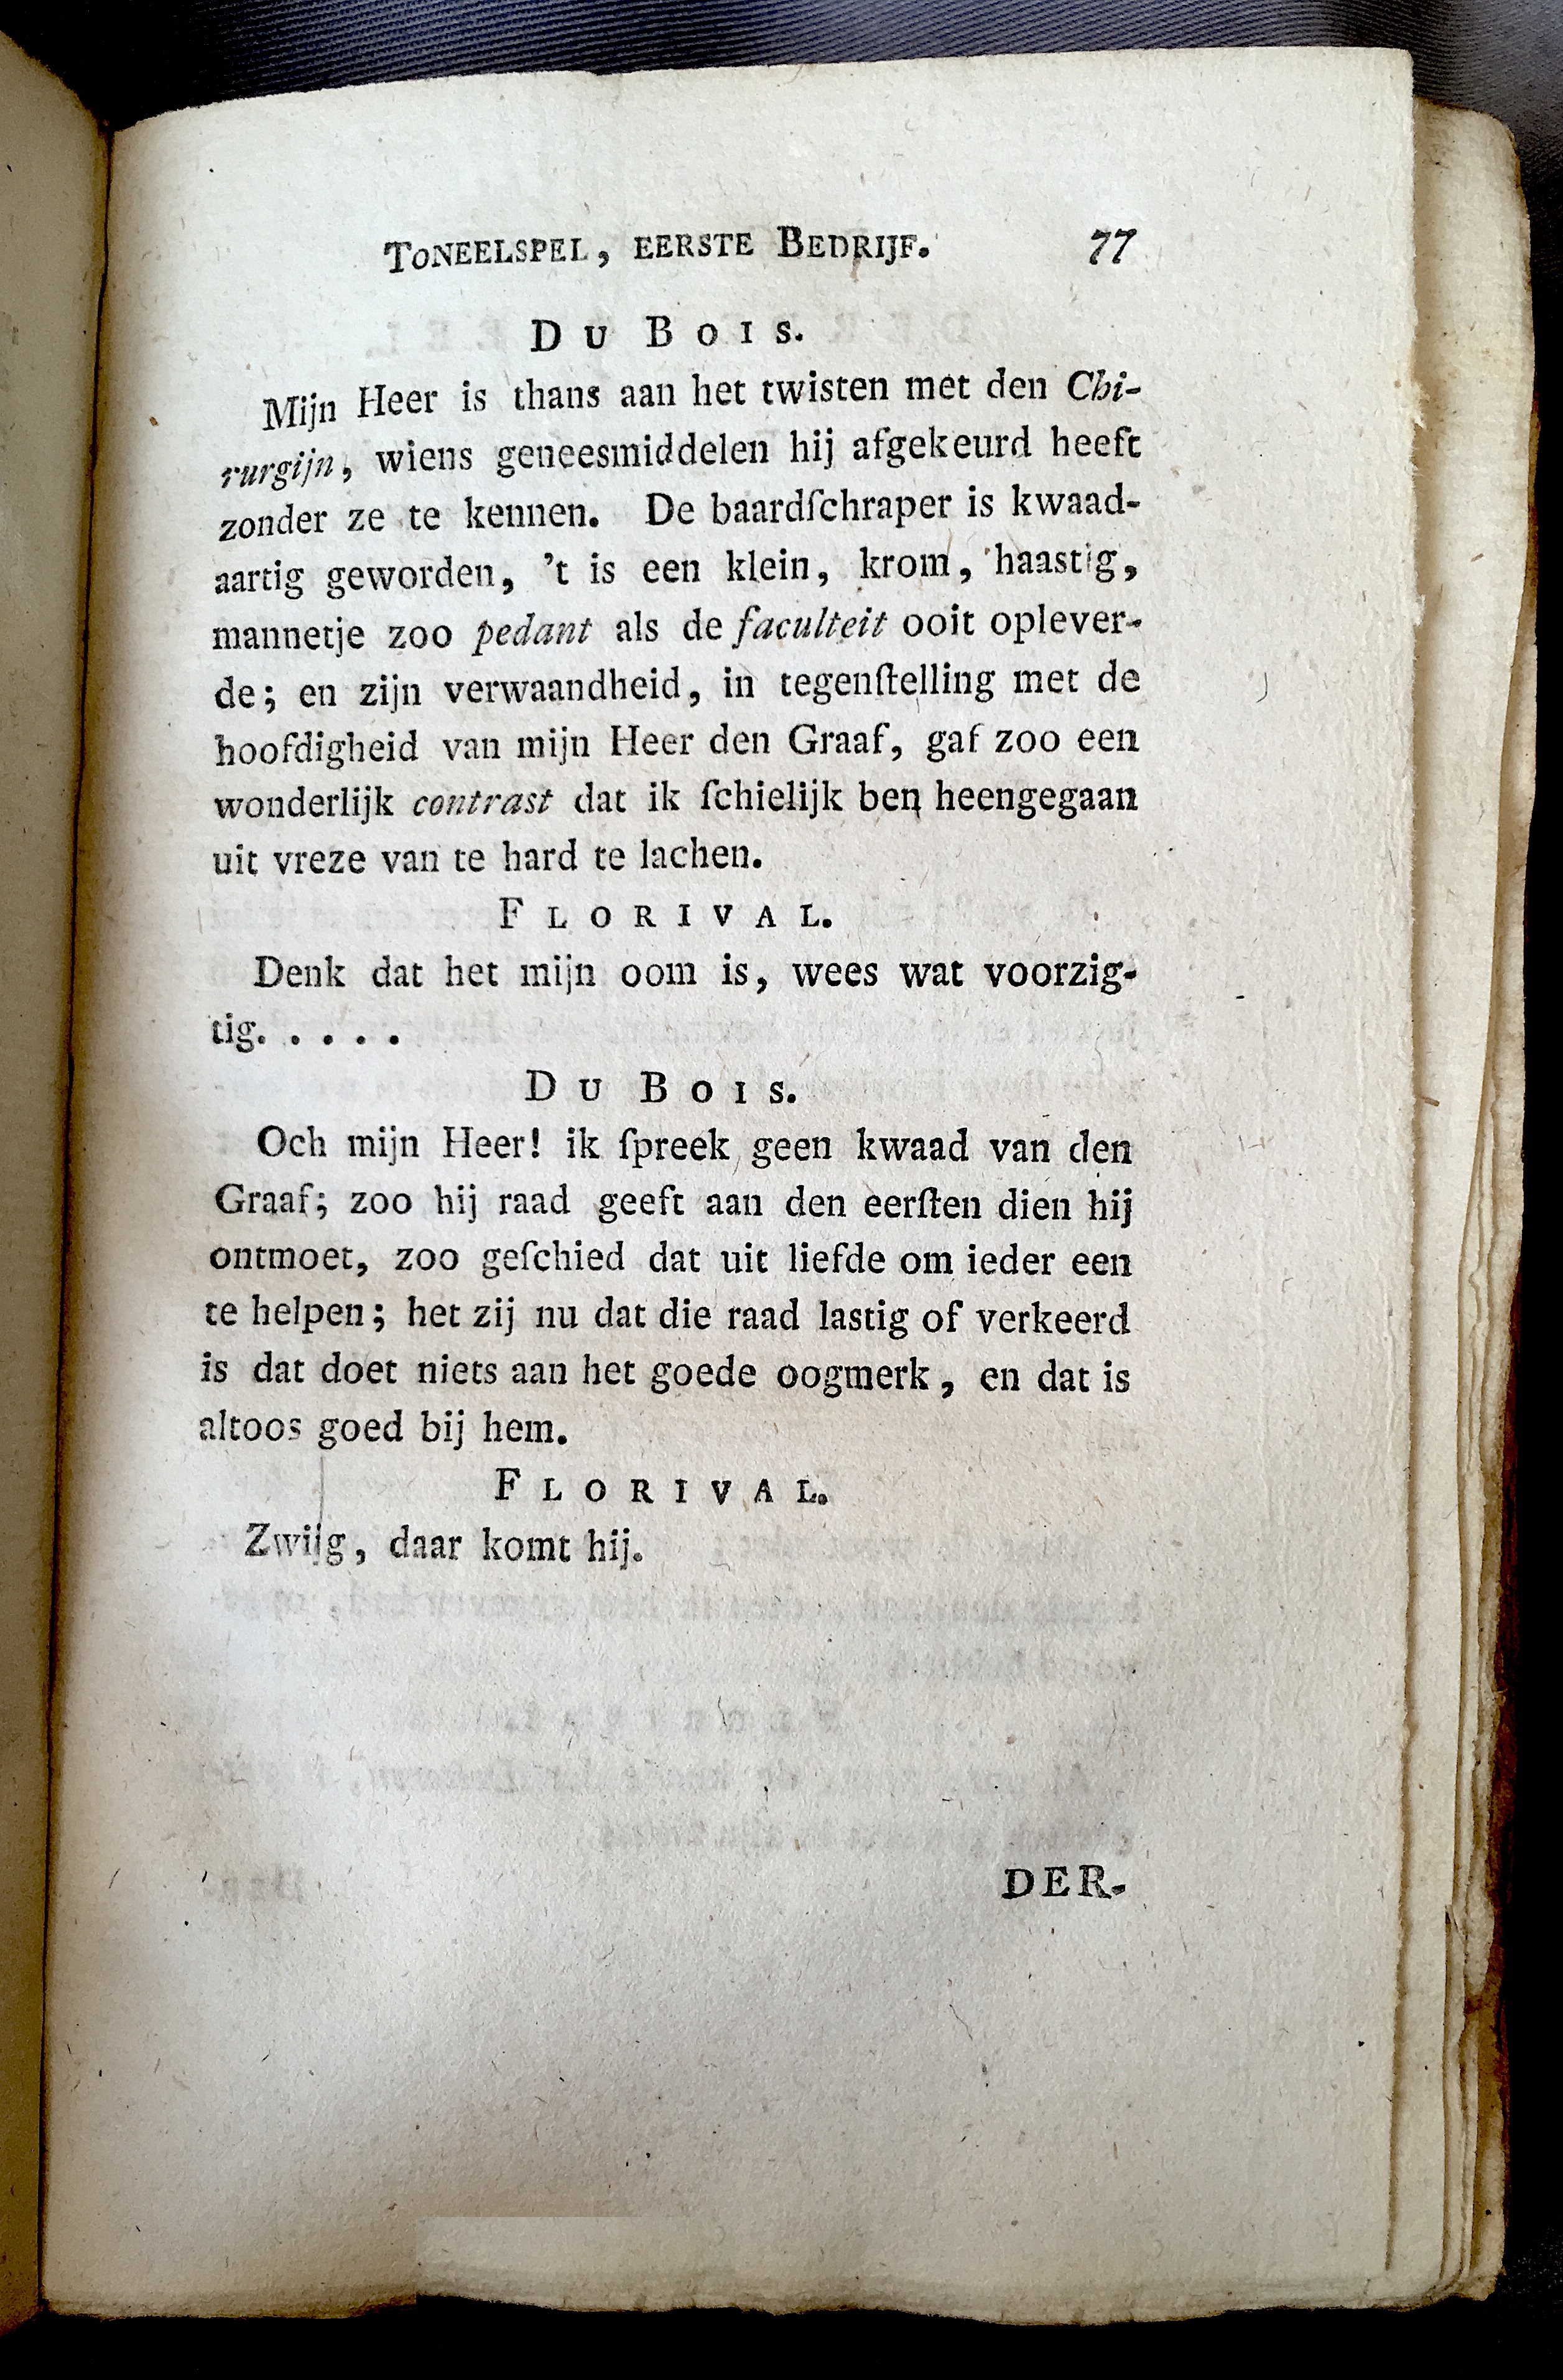 TONEELSPEL, EERSTE BEDRIJF. 77
DU BOIS.
Mijn Heer is thans aan het twisten met den Chi-
rurgijn, wiens geneesmiddelen hij afgekeurd heeft
zonder ze te kennen. De baardſchraper is kwaad-
aartig geworden, 't is een klein, krom, haastig,
mannetje zoo pedant als de faculteit ooit oplever-
de; en zijn verwaandheid, in tegenſtelling met de
hoofdigheid van mijn Heer den Graaf, gaf zoo een
wonderlijk contrast dat ik ſchielijk ben heengegaan
uit vreze van te hard te lachen.
FLORIVAL.
Denk dat het mijn oom is, wees wat voorzig-
tig. . . . .
DU BOIS.
Och mijn Heer! ik ſpreek geen kwaad van den
Graaf; zoo hij raad geeft aan den eerſten dien hij
ontmoet, zoo geſchied dat uit liefde om ieder een
te helpen; het zij nu dat die raad lastig of verkeerd
is dat doet niets aan het goede oogmerk, en dat is
altoos goed bij hem.
FLORIVAL.
Zwijg, daar komt hij.
DER-